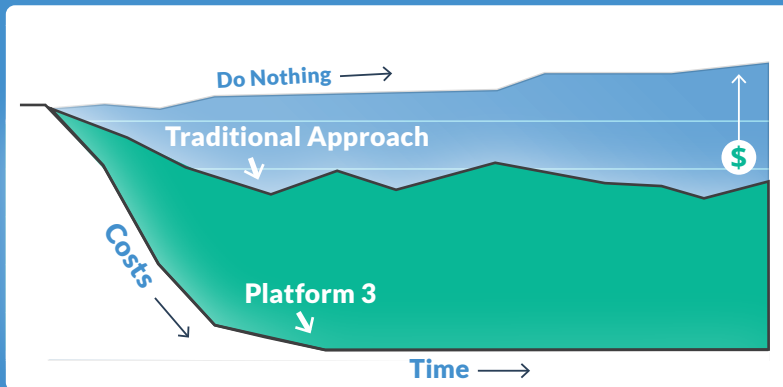 Do Nothing
Traditional Approach
$
Costs
Platform 3
Time